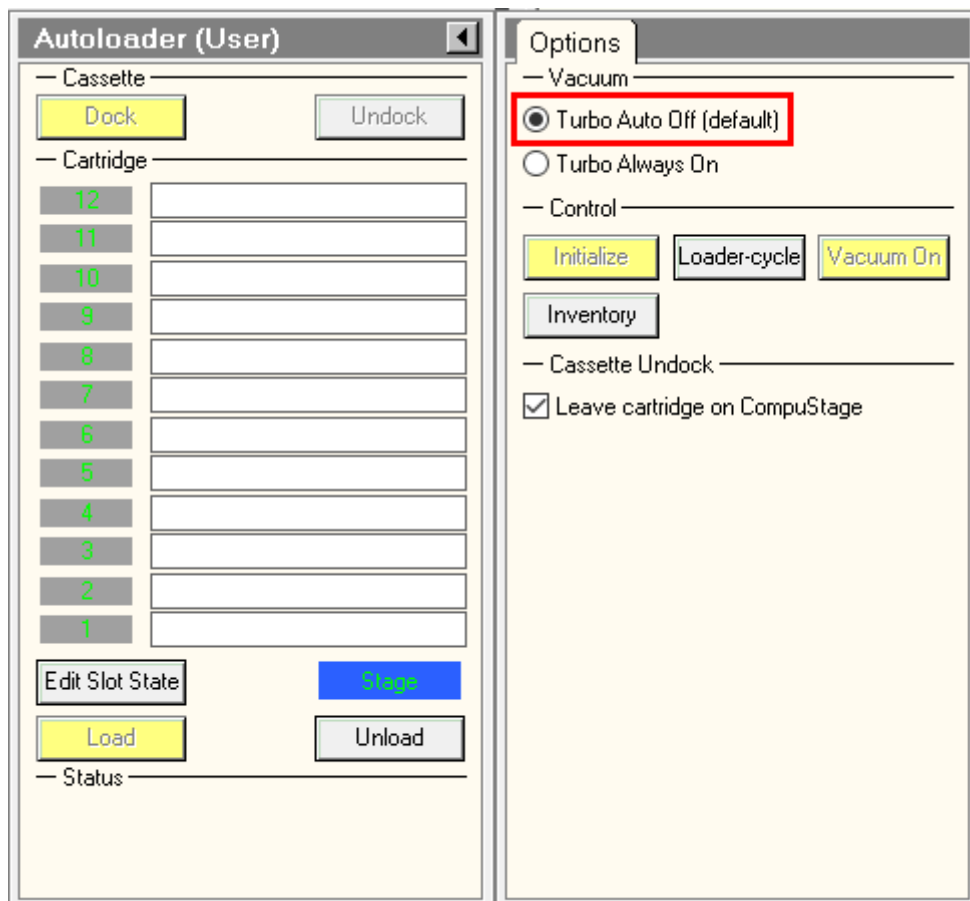 Autoloader (User)
Cassette
Dock
Undock
Cartridge
12
11
10
9
8
7
6
5
4
3
2
1
Edit Slot State
Stage
Load
Unload
Status
Options
Vacuum
Turbo Auto Off (default)
Turbo Always On
Control
Initialize
Loader-cycle
Vacuum On
Inventory
Cassette Undock
Leave cartridge on CompuStage